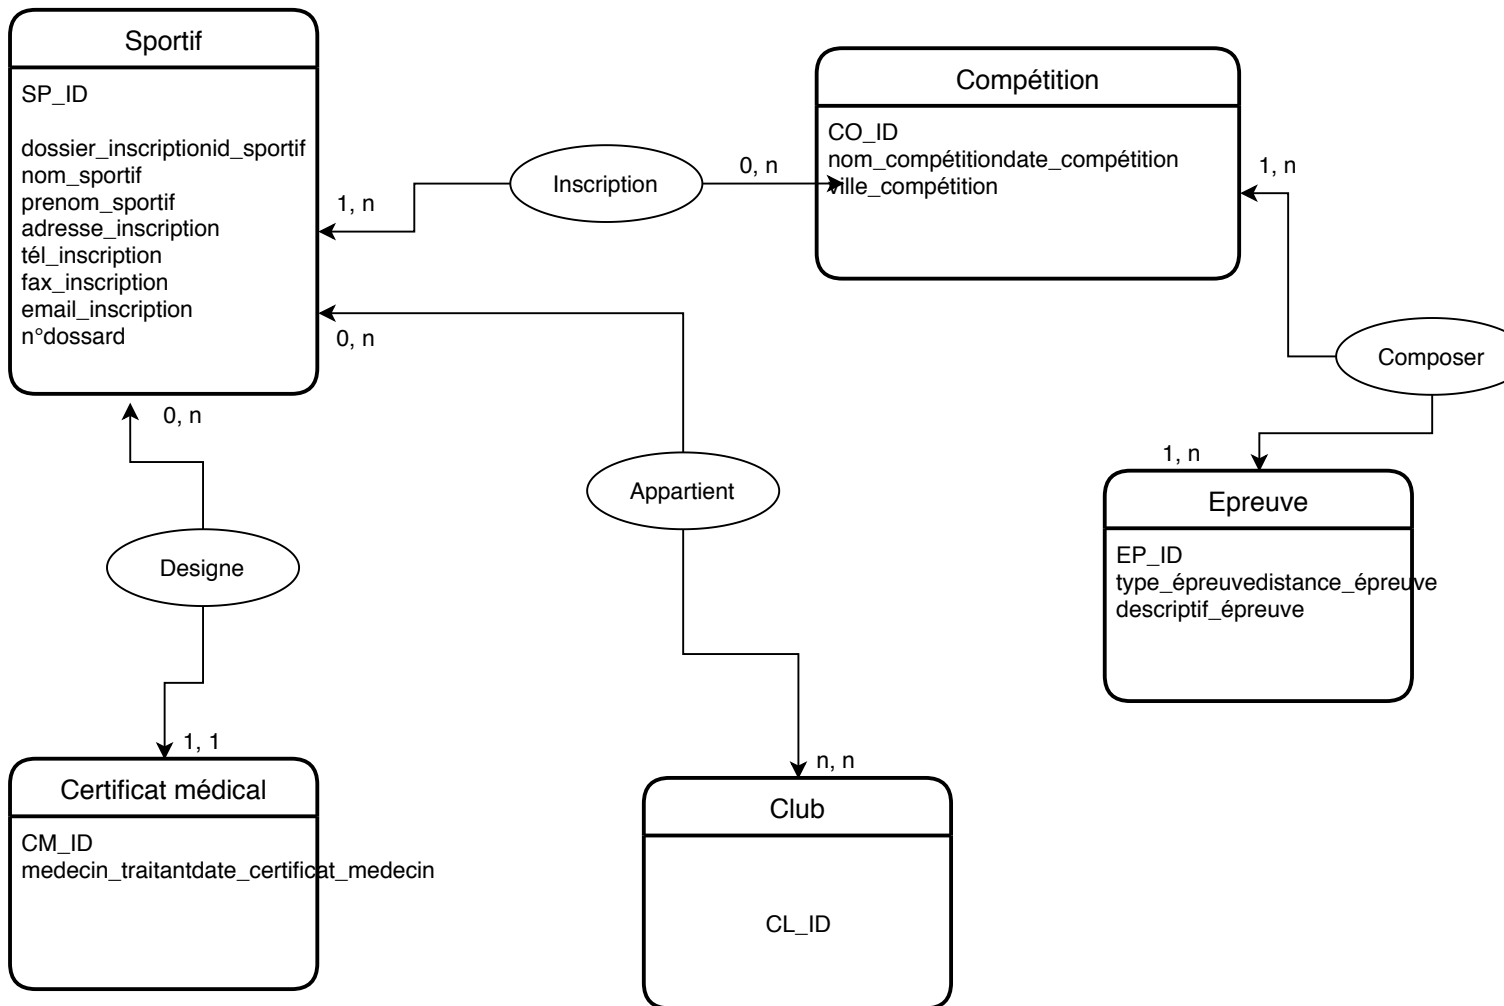 Sportif
SP_ID
dossier_inscriptionid_sportif
nom_sportif
prenom_sportif
adresse_inscription
tél_inscription
fax_inscription
email_inscription
n°dossard
Inscription
1, n
0, n
Compétition
CO_ID
nom_compétitiondate_compétition
ville_compétition
1, n
Composer
1, n
Epreuve
EP_ID
type_épreuvedistance_épreuve
descriptif_épreuve
0, n
Appartient
n, n
Club
CL_ID
0, n
Designe
1, 1
Certificat médical
CM_ID
medecin_traitantdate_certificat_medecin